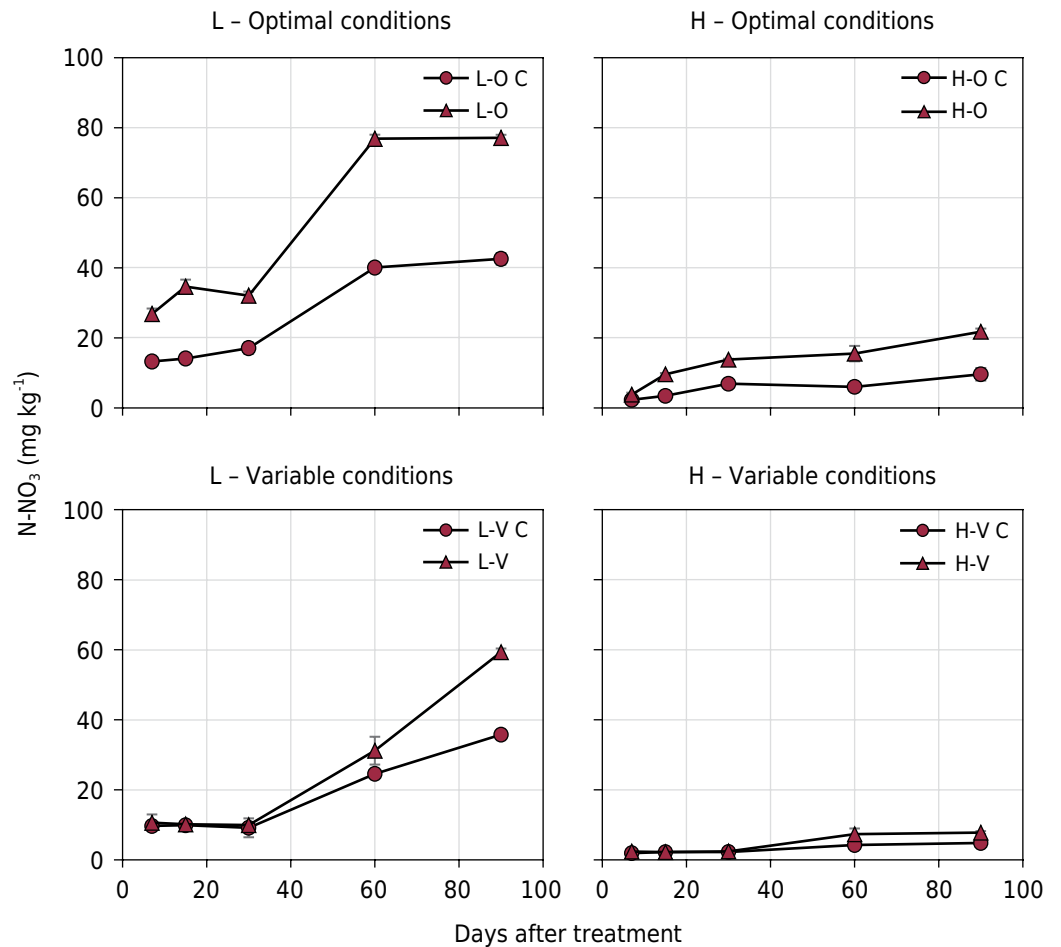 L – Optimal conditions
H – Optimal conditions
100
80
60
40
20
0
L-O C
L-O
H-O C
H-O
N-NO₃ (mg kg⁻¹)
L – Variable conditions
H – Variable conditions
100
80
60
40
20
0
L-V C
L-V
H-V C
H-V
0 20 40 60 80 100
0 20 40 60 80 100
Days after treatment